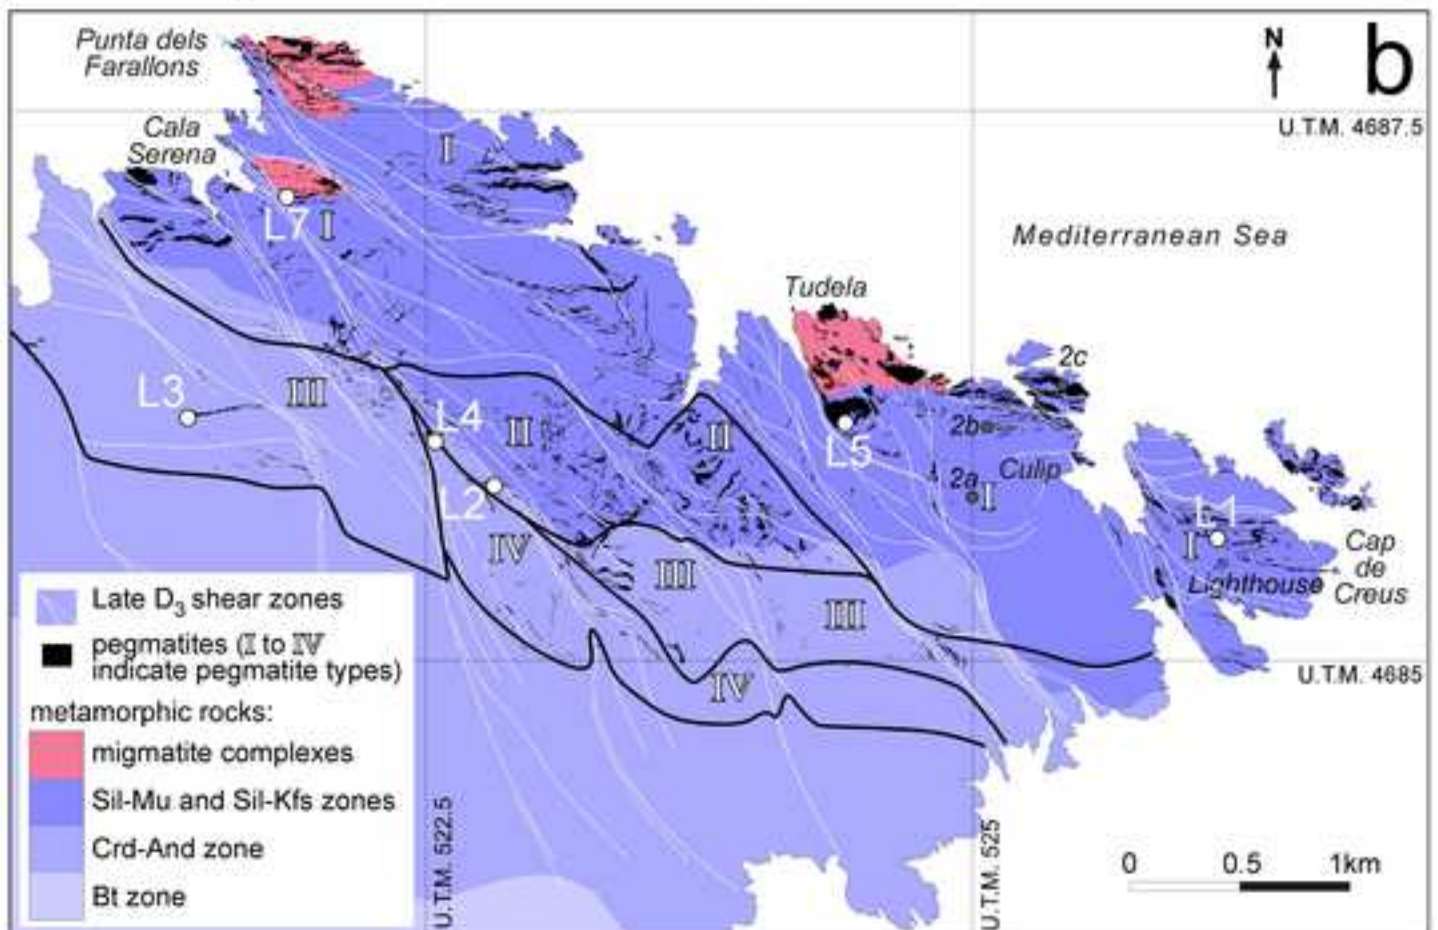 Punta dels
Farallons
N
b
U.T.M. 4687.5
Cala
Serena
I
L7
I
Mediterranean Sea
Tudela
2c
L3
III
L4
II
II
2b
L5
2a
Culip
I
L2
IV
L1
I
Cap
de
Creus
Lighthouse
III
III
IV
U.T.M. 4685
Late D3 shear zones
pegmatites (I to IV
indicate pegmatite types)
metamorphic rocks:
migmatite complexes
Sil-Mu and Sil-Kfs zones
Crd-And zone
Bt zone
U.T.M. 522.5
U.T.M. 525
0 0.5 1km